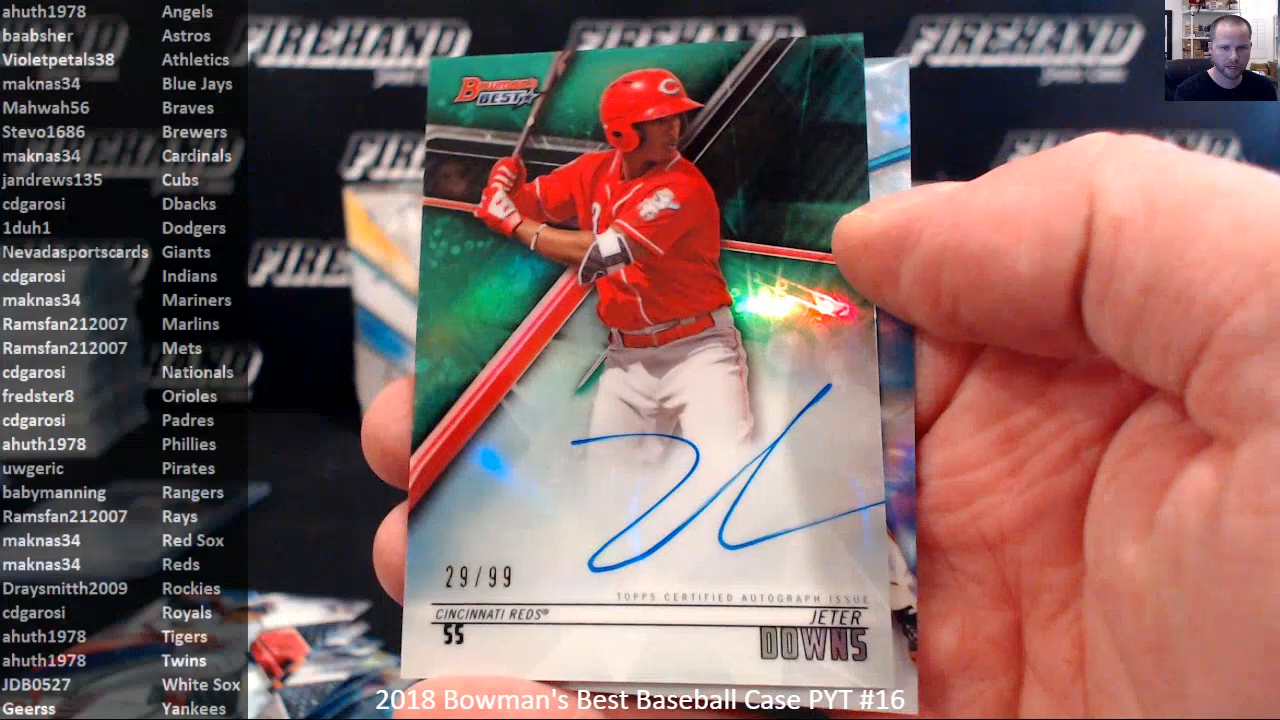 ahuth1978 Angels
baabsher Astros
Violetpetals38 Athletics
maknas34 Blue Jays
Mahwah56 Braves
Stevo1686 Brewers
maknas34 Cardinals
jandrews135 Cubs
cdgarosi Dbacks
1duh1 Dodgers
Nevadasportscards Giants
cdgarosi Indians
maknas34 Mariners
Ramsfan212007 Marlins
Ramsfan212007 Mets
cdgarosi Nationals
fredster8 Orioles
cdgarosi Padres
ahuth1978 Phillies
uwgeric Pirates
babymanning Rangers
Ramsfan212007 Rays
maknas34 Red Sox
maknas34 Reds
Draysmitth2009 Rockies
cdgarosi Royals
ahuth1978 Tigers
ahuth1978 Twins
JDB0527 White Sox
Geerss Yankees
FIREHAND FIREHAND FIREHAND
BOWMAN'S
BEST
C
29/99
TOPPS CERTIFIED AUTOGRAPH ISSUE
CINCINNATI REDS® JETER
SS DOWNS
2018 Bowman's Best Baseball Case PYT #16